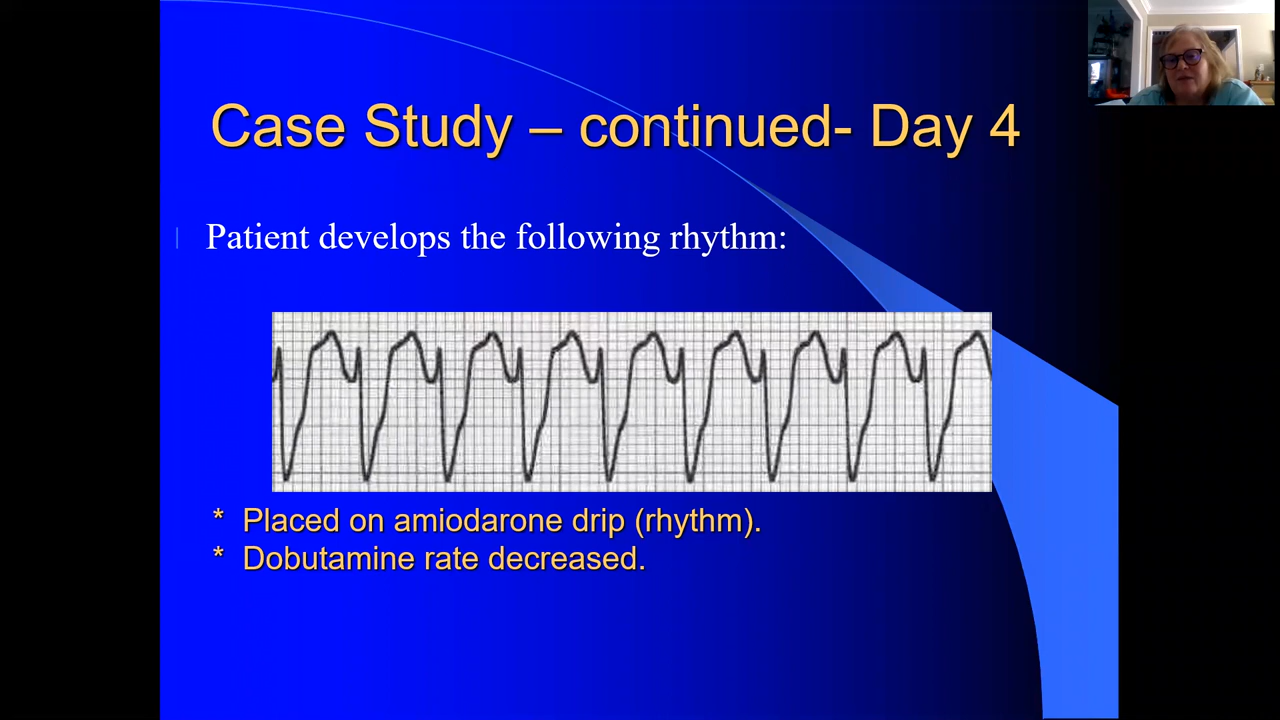 Case Study – continued- Day 4
Patient develops the following rhythm:
* Placed on amiodarone drip (rhythm).
* Dobutamine rate decreased.